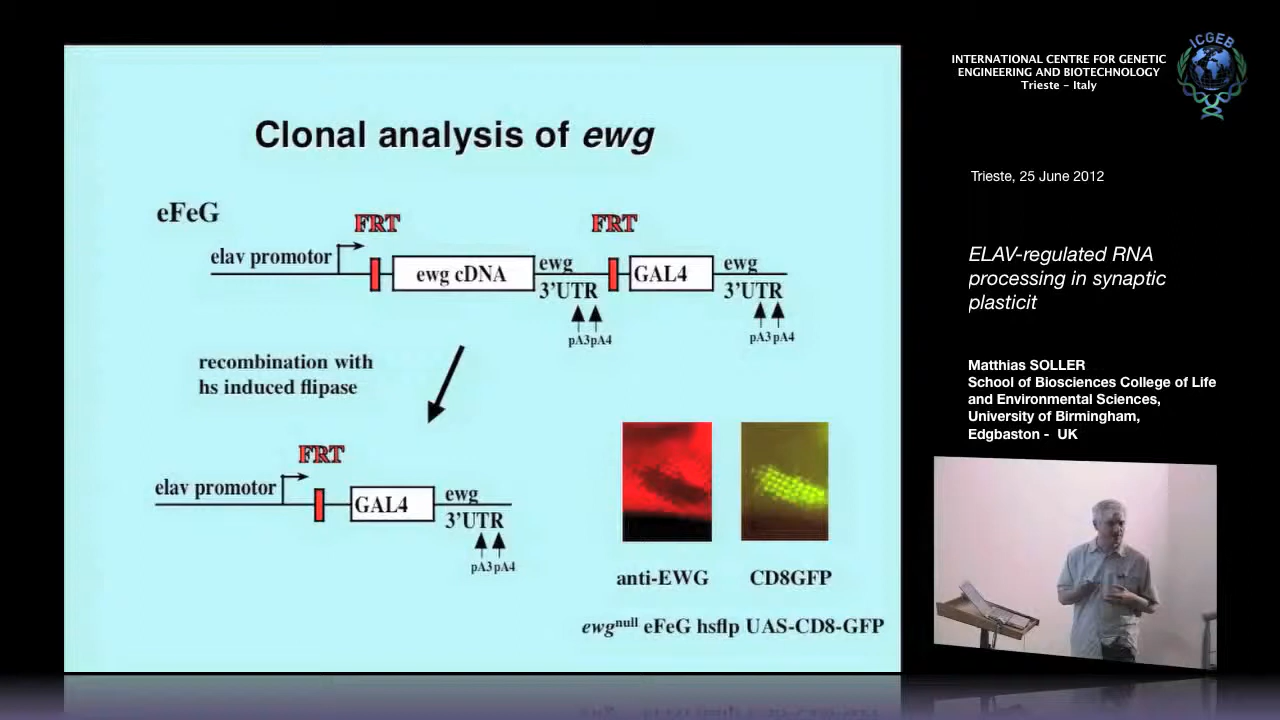 Clonal analysis of ewg
eFeG
FRT
FRT
elav promotor
ewg cDNA
ewg
3'UTR
GAL4
ewg
3'UTR
pA3 pA4
pA3 pA4
recombination with
hs induced flipase
FRT
elav promotor
GAL4
ewg
3'UTR
pA3 pA4
anti-EWG
CD8GFP
ewgnull eFeG hsflp UAS-CD8-GFP
INTERNATIONAL CENTRE FOR GENETIC
ENGINEERING AND BIOTECHNOLOGY
Trieste - Italy
ICGEB
Trieste, 25 June 2012
ELAV-regulated RNA
processing in synaptic
plasticit
Matthias SOLLER
School of Biosciences College of Life
and Environmental Sciences,
University of Birmingham,
Edgbaston - UK